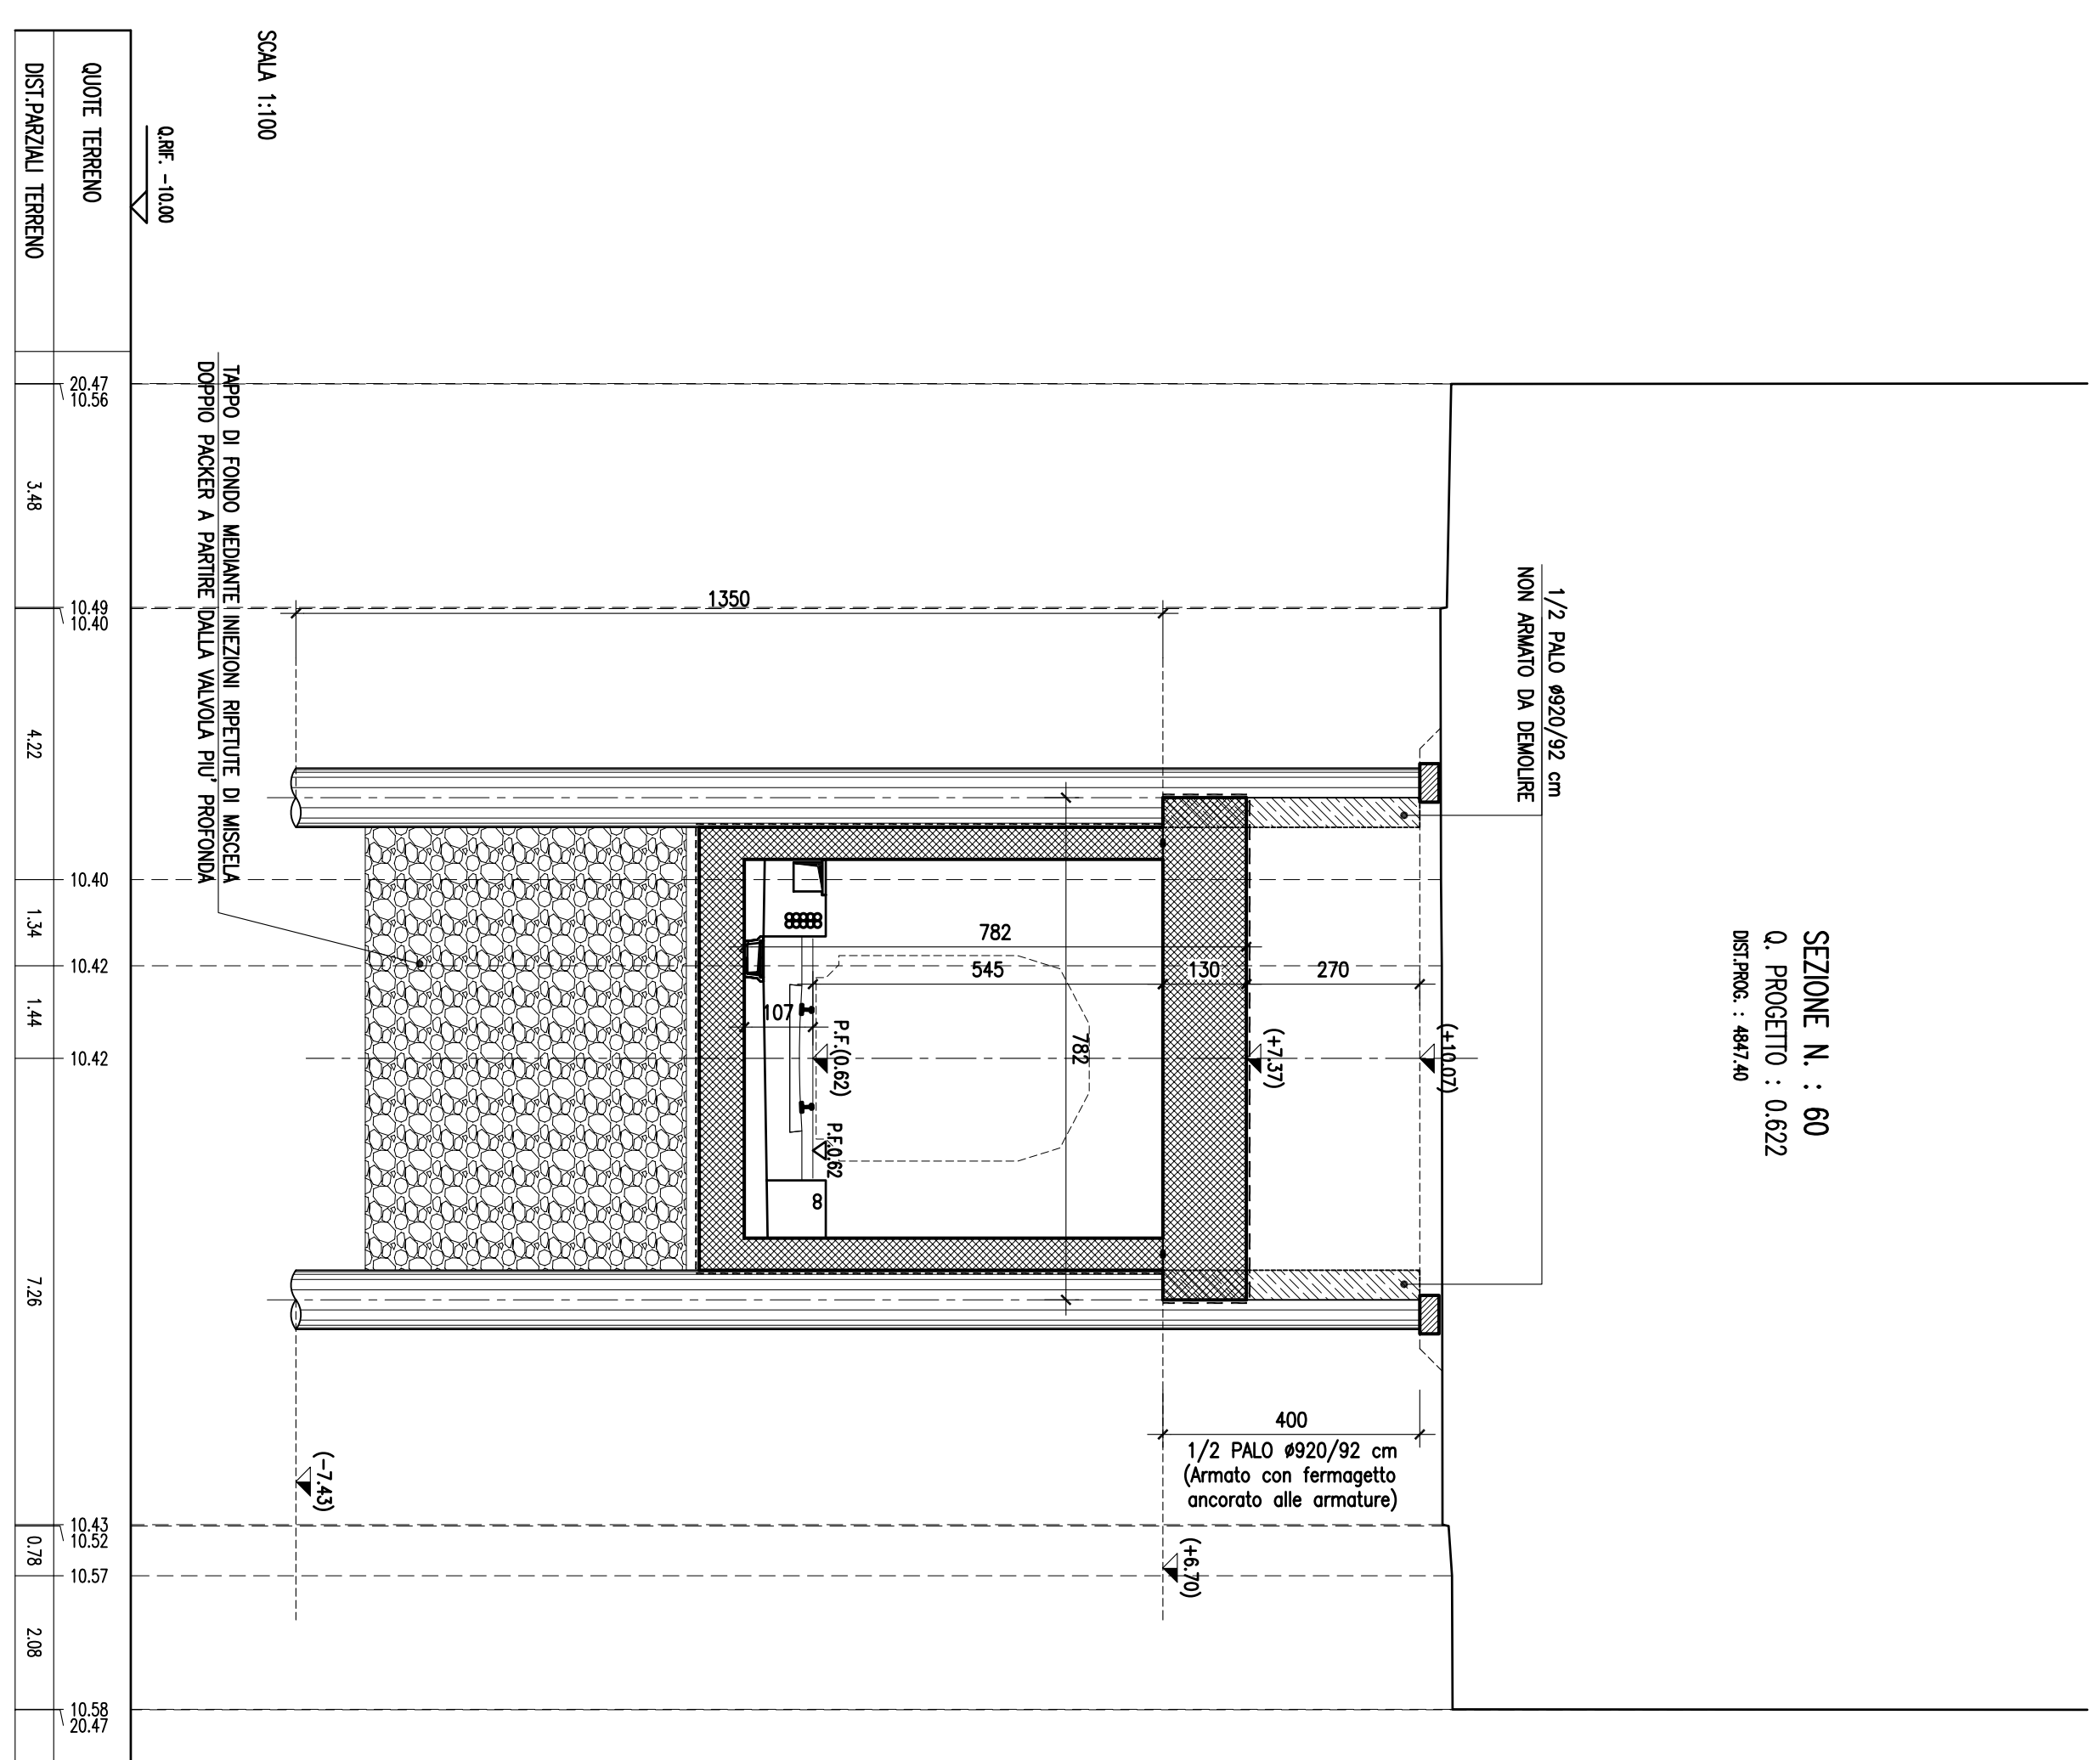 SEZIONE N. : 60
Q. PROGETTO : 0.622
DIST.PROG. : 4847.40
1/2 PALO ø920/92 cm
NON ARMATO DA DEMOLIRE
(+10.07)
(+7.37)
270
130
782
545
107
782
P.F.(0.62)
P.F.0.62
8
1350
400
1/2 PALO ø920/92 cm
(Armato con fermagetto
ancorato alle armature)
(+6.70)
(-7.43)
TAPPO DI FONDO MEDIANTE INIEZIONI RIPETUTE DI MISCELA
DOPPIO PACKER A PARTIRE DALLA VALVOLA PIU' PROFONDA
SCALA 1:100
Q.RIF. -10.00
QUOTE TERRENO
20.47
10.56
10.49
10.40
10.40
10.42
10.42
10.43
10.52
10.57
10.58
20.47
DIST.PARZIALI TERRENO
3.48
4.22
1.34
1.44
7.26
0.78
2.08